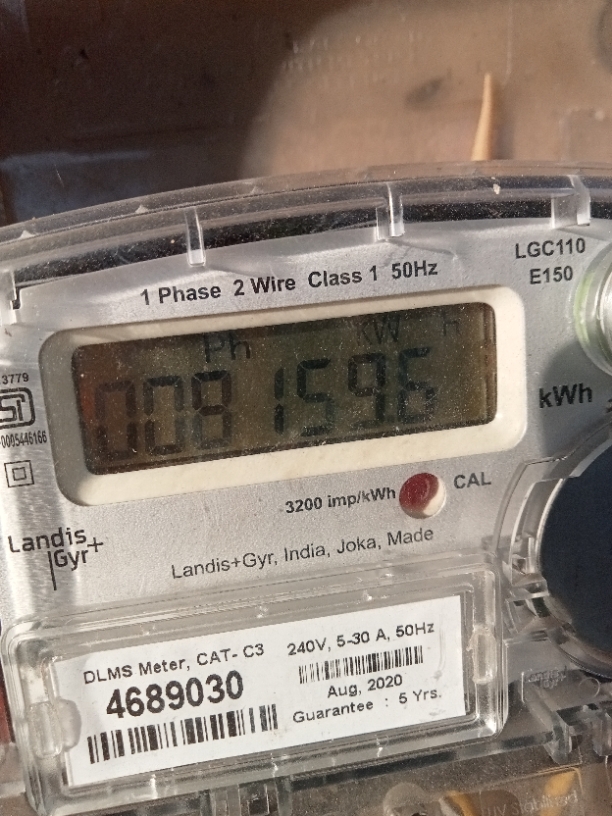 LGC110
E150
1 Phase 2 Wire Class 1 50Hz
Ph kW h
0081596
kWh
3779
3200 imp/kWh
CAL
Landis+
Gyr
Landis+Gyr, India, Joka, Made
DLMS Meter, CAT- C3
4689030
240V, 5-30 A, 50Hz
Aug, 2020
Guarantee : 5 Yrs.